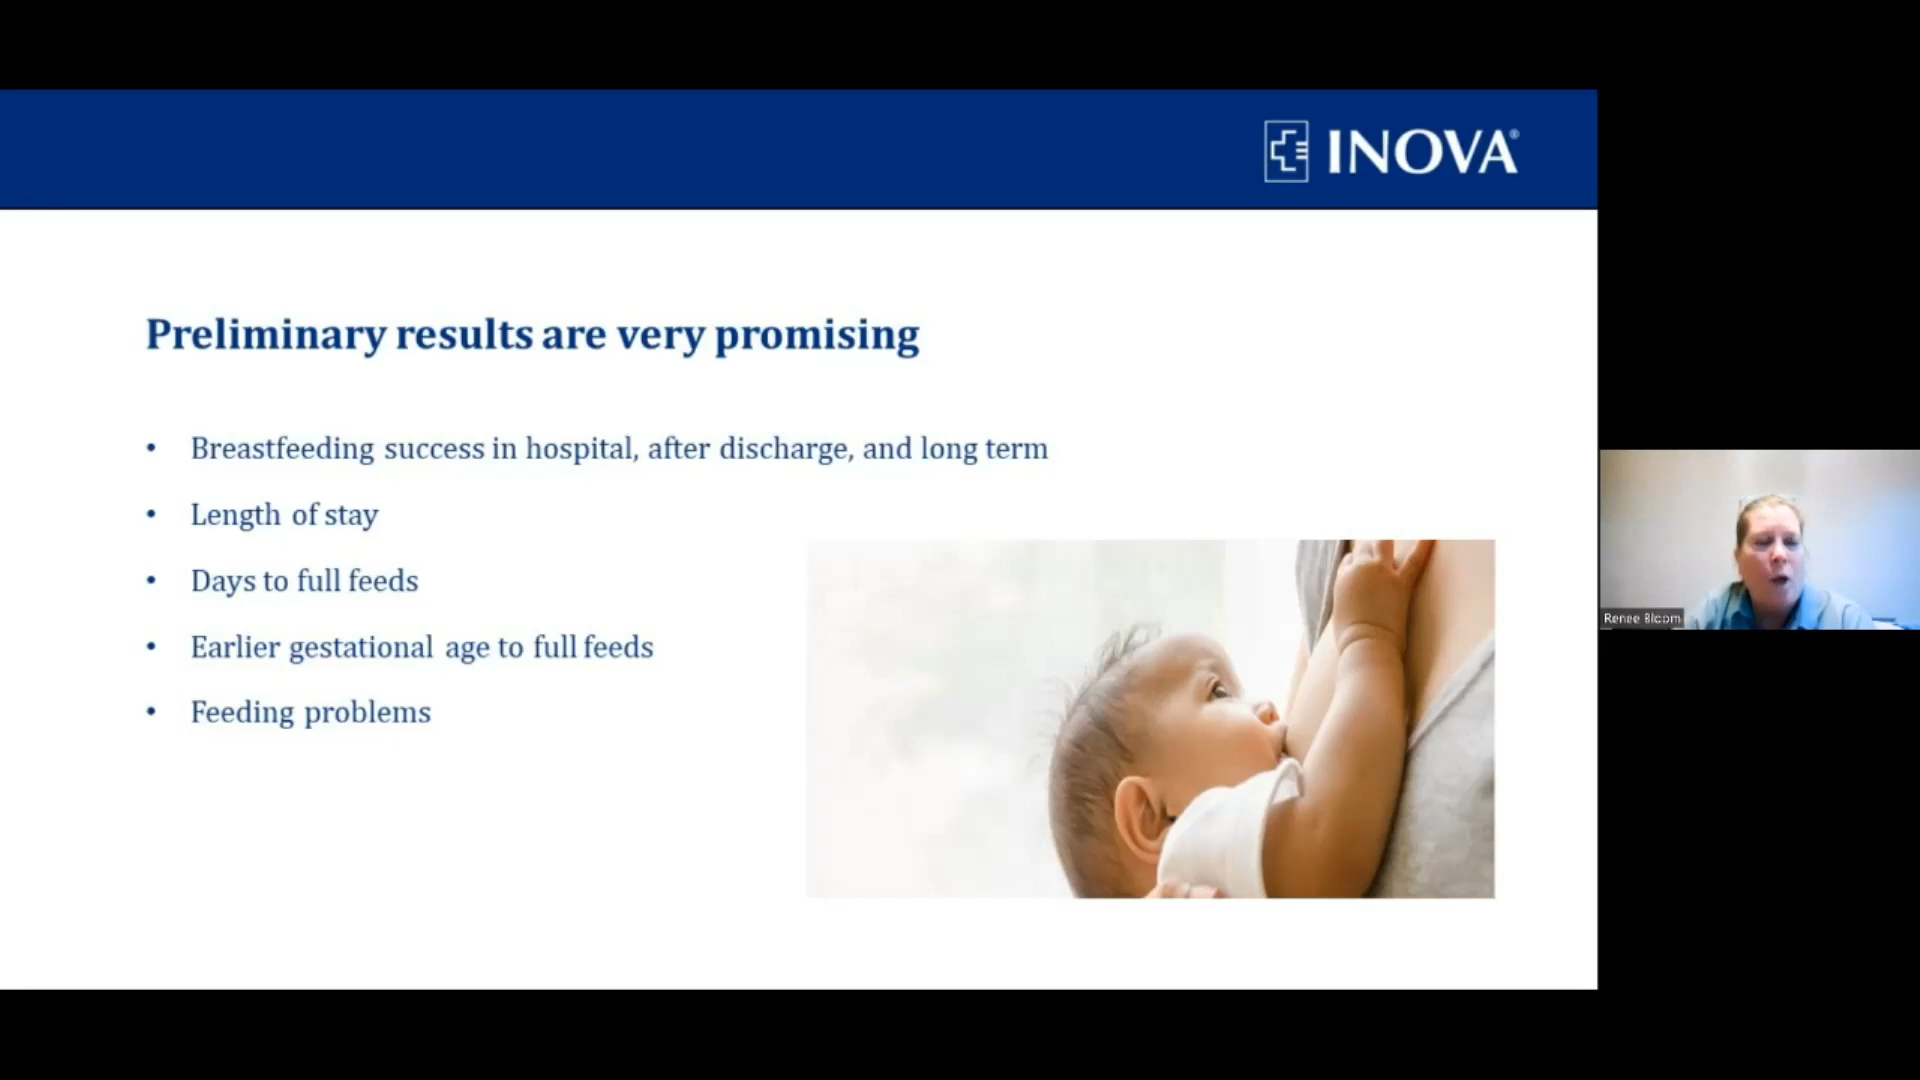 INOVA®
Preliminary results are very promising
• Breastfeeding success in hospital, after discharge, and long term
• Length of stay
• Days to full feeds
• Earlier gestational age to full feeds
• Feeding problems
Renee Bloom